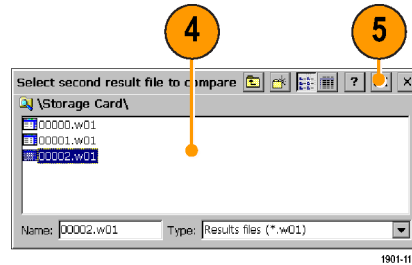 4
5
Select second result file to compare ?
\Storage Card\
00000.w01
00001.w01
00002.w01
Name: 00002.w01 Type: Results files (*.w01)
1901-11